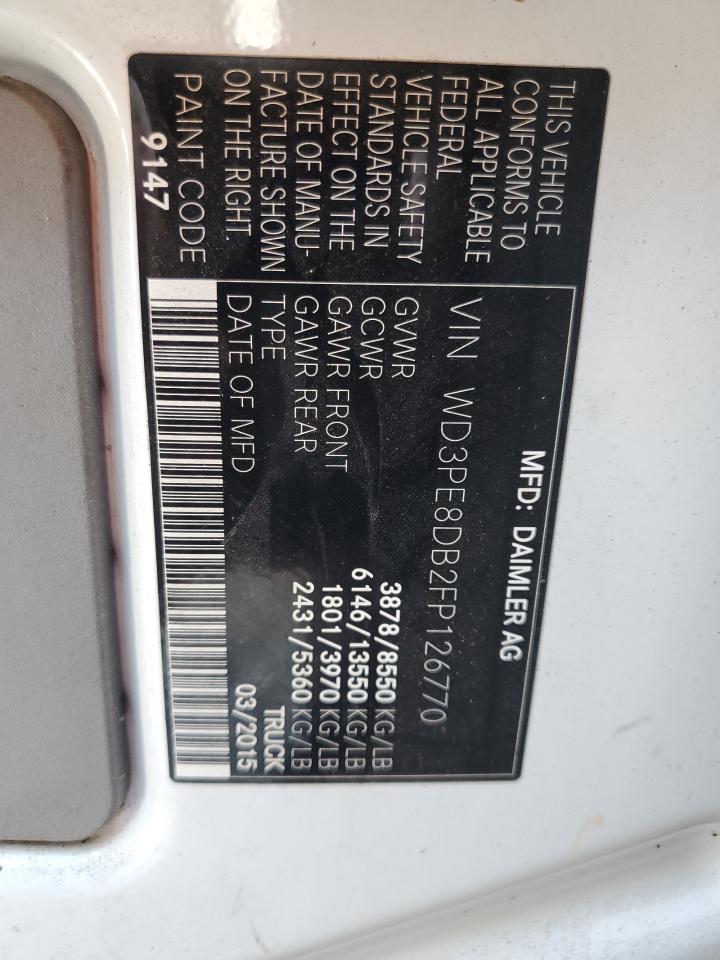 MFD: DAIMLER AG
THIS VEHICLE
CONFORMS TO
ALL APPLICABLE
FEDERAL
VEHICLE SAFETY
STANDARDS IN
EFFECT ON THE
DATE OF MANU-
FACTURE SHOWN
ON THE RIGHT.
PAINT CODE
9147
VIN WD3PE8DB2FP126770
GVWR 3878/8550 KG/LB
GCWR 6146/13550 KG/LB
GAWR FRONT 1801/3970 KG/LB
GAWR REAR 2431/5360 KG/LB
TYPE TRUCK
DATE OF MFD 03/2015